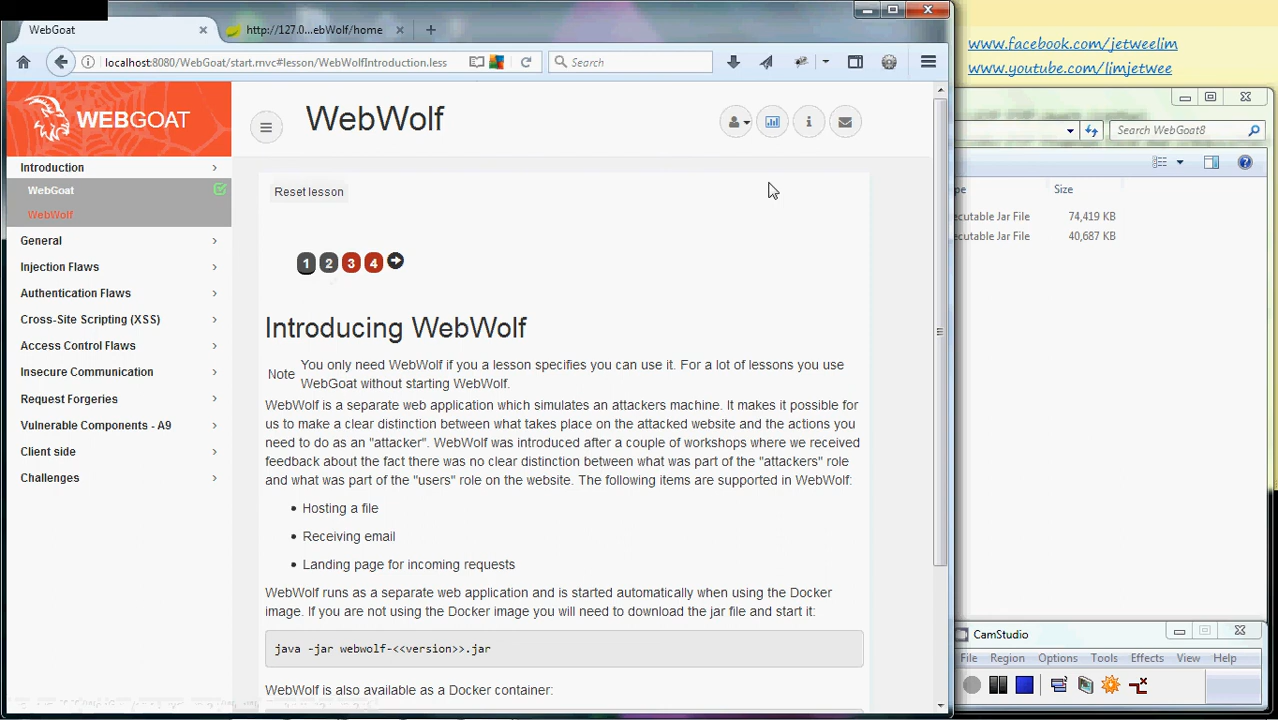 WebGoat
http://127.0...ebWolf/home
localhost:8080/WebGoat/start.mvc#lesson/WebWolfIntroduction.less
Search
www.facebook.com/jetweelim
www.youtube.com/limjetwee
Search WebGoat8
Size
ecutable Jar File 74,419 KB
ecutable Jar File 40,687 KB
WEBGOAT
Introduction
WebGoat
WebWolf
General
Injection Flaws
Authentication Flaws
Cross-Site Scripting (XSS)
Access Control Flaws
Insecure Communication
Request Forgeries
Vulnerable Components - A9
Client side
Challenges
WebWolf
Reset lesson
1 2 3 4
Introducing WebWolf
Note
You only need WebWolf if you a lesson specifies you can use it. For a lot of lessons you use
WebGoat without starting WebWolf.
WebWolf is a separate web application which simulates an attackers machine. It makes it possible for
us to make a clear distinction between what takes place on the attacked website and the actions you
need to do as an "attacker". WebWolf was introduced after a couple of workshops where we received
feedback about the fact there was no clear distinction between what was part of the "attackers" role
and what was part of the "users" role on the website. The following items are supported in WebWolf:
• Hosting a file
• Receiving email
• Landing page for incoming requests
WebWolf runs as a separate web application and is started automatically when using the Docker
image. If you are not using the Docker image you will need to download the jar file and start it:
java -jar webwolf-<<version>>.jar
WebWolf is also available as a Docker container:
CamStudio
File Region Options Tools Effects View Help